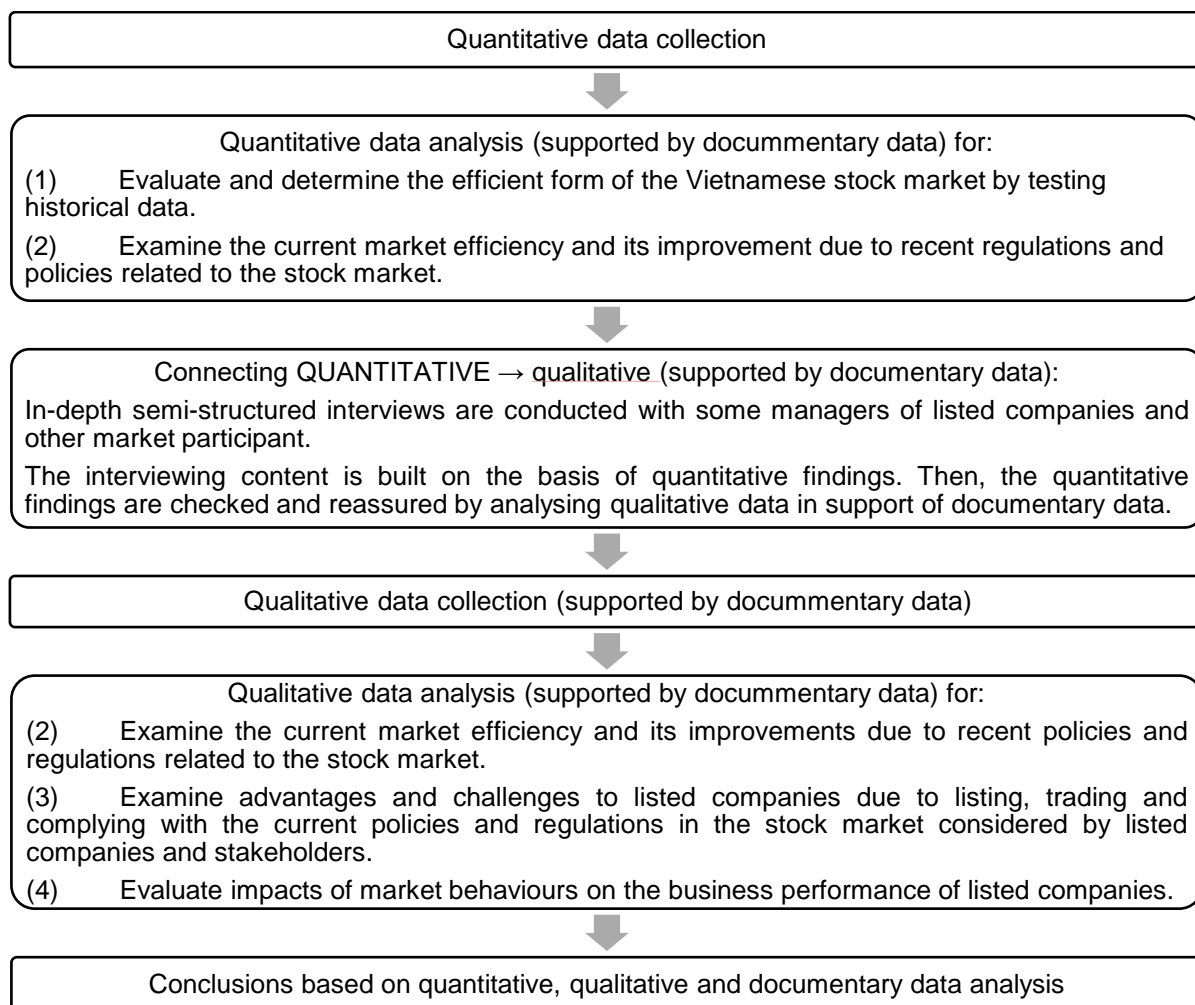 Quantitative data collection
Quantitative data analysis (supported by docummentary data) for:
(1) Evaluate and determine the efficient form of the Vietnamese stock market by testing
historical data.
(2) Examine the current market efficiency and its improvement due to recent regulations and
policies related to the stock market.
Connecting QUANTITATIVE → qualitative (supported by documentary data):
In-depth semi-structured interviews are conducted with some managers of listed companies and
other market participant.
The interviewing content is built on the basis of quantitative findings. Then, the quantitative
findings are checked and reassured by analysing qualitative data in support of documentary data.
Qualitative data collection (supported by docummentary data)
Qualitative data analysis (supported by docummentary data) for:
(2) Examine the current market efficiency and its improvements due to recent policies and
regulations related to the stock market.
(3) Examine advantages and challenges to listed companies due to listing, trading and
complying with the current policies and regulations in the stock market considered by listed
companies and stakeholders.
(4) Evaluate impacts of market behaviours on the business performance of listed companies.
Conclusions based on quantitative, qualitative and documentary data analysis